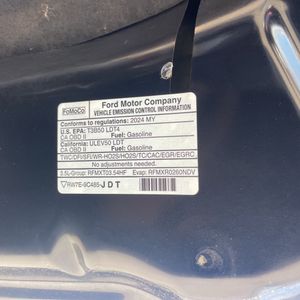 FoMoCo
Ford Motor Company
VEHICLE EMISSION CONTROL INFORMATION
Conforms to regulations: 2024 MY
U.S. EPA: T3B50 LDT4
CA OBD II Fuel: Gasoline
California: ULEV50 LDT
CA OBD II Fuel: Gasoline
TWC/DFI/SFI/WR-HO2S/HO2S/TC/CAC/EGR/EGRC
No adjustments needed.
3.5L-Group: RFMXT03.54HF Evap: RFMXR0260NDV
RW7E-9C485-JDT